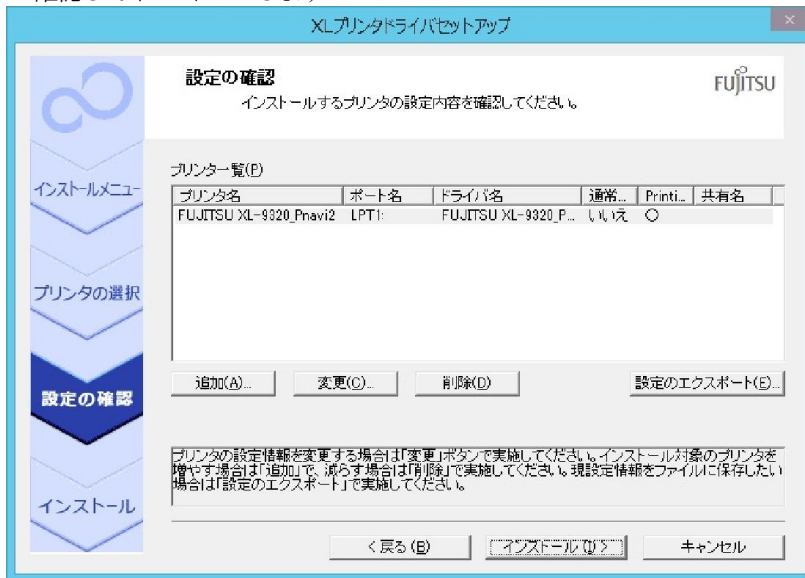 XLプリンタドライバセットアップ
設定の確認
インストールするプリンタの設定内容を確認してください。
FUJITSU
インストールメニュー
プリンタの選択
設定の確認
インストール
プリンタ一覧(P)
プリンタ名 ポート名 ドライバ名 通常... Printi... 共有名
FUJITSU XL-9320_Pnavi2 LPT1: FUJITSU XL-9320_P... いいえ ○
追加(A)... 変更(C)... 削除(D) 設定のエクスポート(E)...
プリンタの設定情報を変更する場合は「変更」ボタンで実施してください。インストール対象のプリンタを
増やす場合は「追加」で、減らす場合は「削除」で実施してください。現設定情報をファイルに保存したい
場合は「設定のエクスポート」で実施してください。
< 戻る(B) インストール(I) > キャンセル